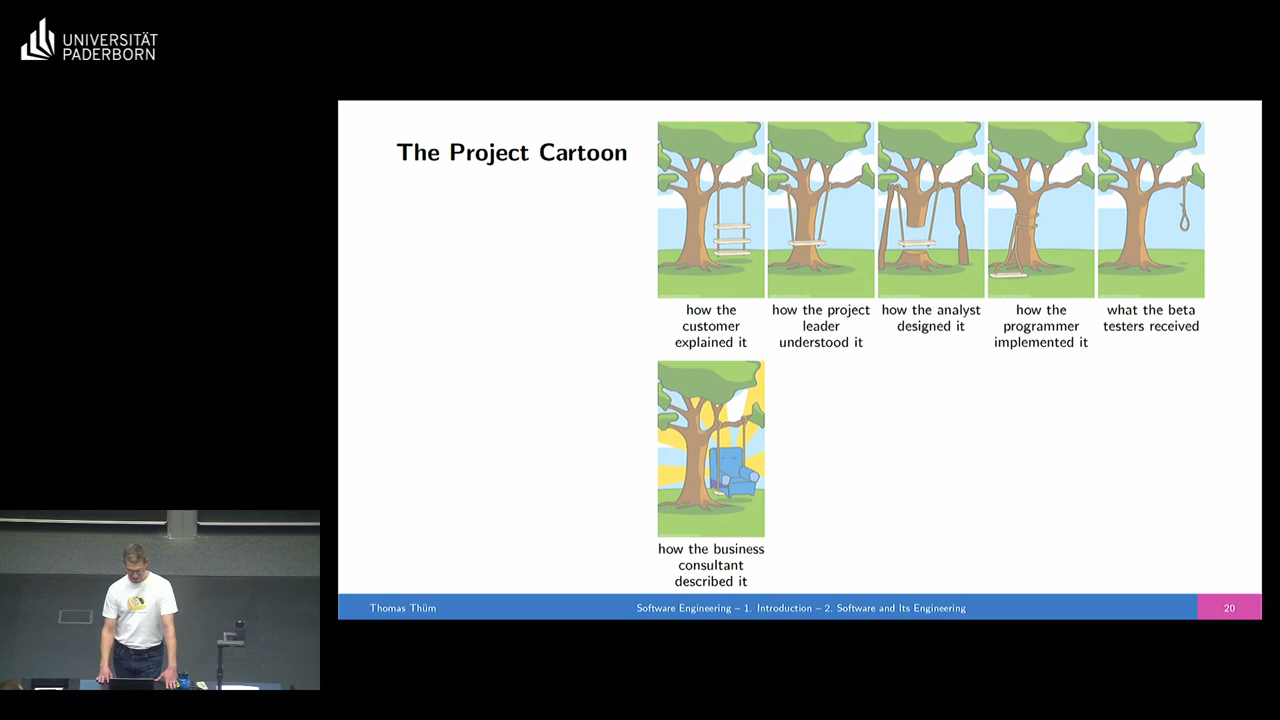 UNIVERSITÄT
PADERBORN
The Project Cartoon
how the
customer
explained it
how the project
leader
understood it
how the analyst
designed it
how the
programmer
implemented it
what the beta
testers received
how the business
consultant
described it
Thomas Thüm
Software Engineering – 1. Introduction – 2. Software and Its Engineering
20